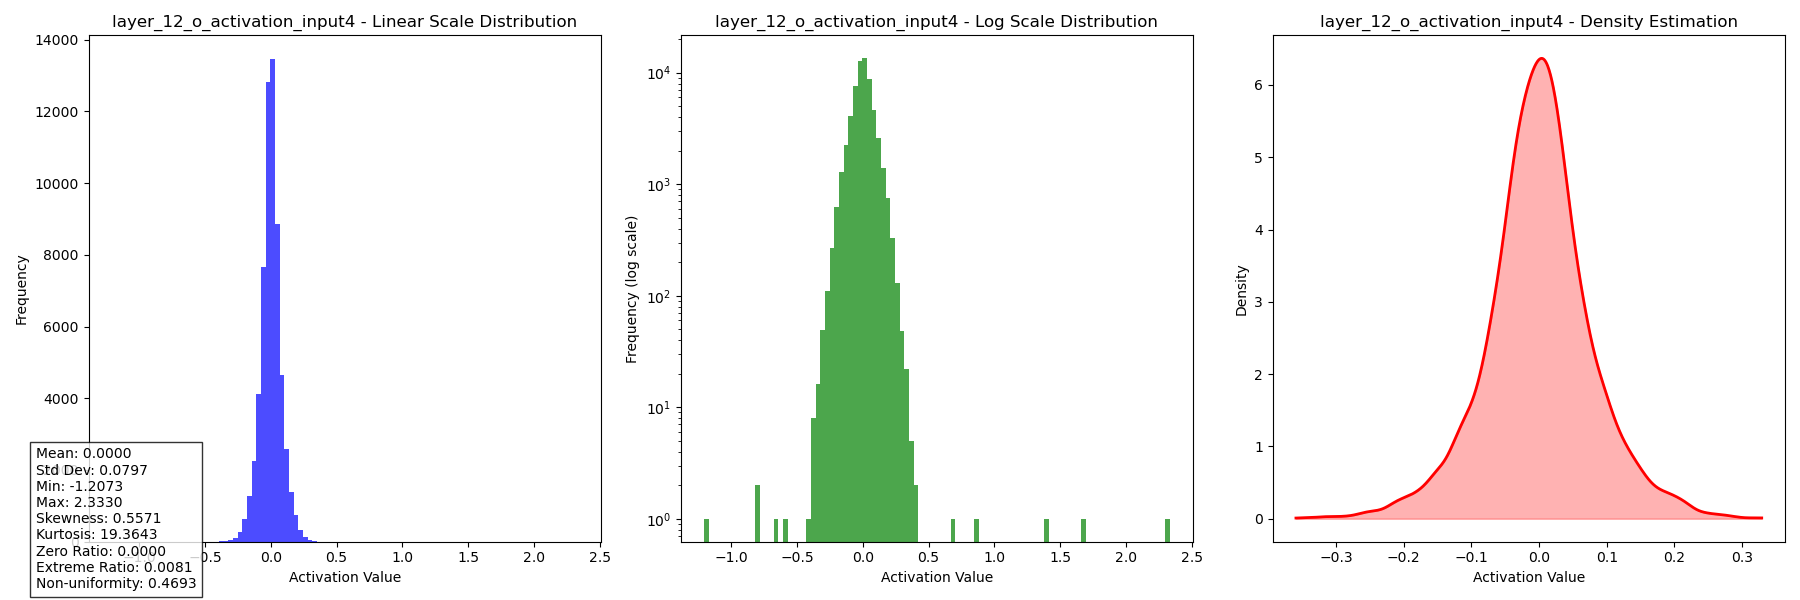 layer_12_o_activation_input4 - Linear Scale Distribution
14000
12000
10000
8000
6000
4000
Frequency
Mean: 0.0000
Std Dev: 0.0797
Min: -1.2073
Max: 2.3330
Skewness: 0.5571
Kurtosis: 19.3643
Zero Ratio: 0.0000
Extreme Ratio: 0.0081
Non-uniformity: 0.4693
−0.5 0.0 0.5 1.0 1.5 2.0 2.5
Activation Value
layer_12_o_activation_input4 - Log Scale Distribution
10^4
10^3
10^2
10^1
10^0
Frequency (log scale)
−1.0 −0.5 0.0 0.5 1.0 1.5 2.0 2.5
Activation Value
layer_12_o_activation_input4 - Density Estimation
6
5
4
3
2
1
0
Density
−0.3 −0.2 −0.1 0.0 0.1 0.2 0.3
Activation Value